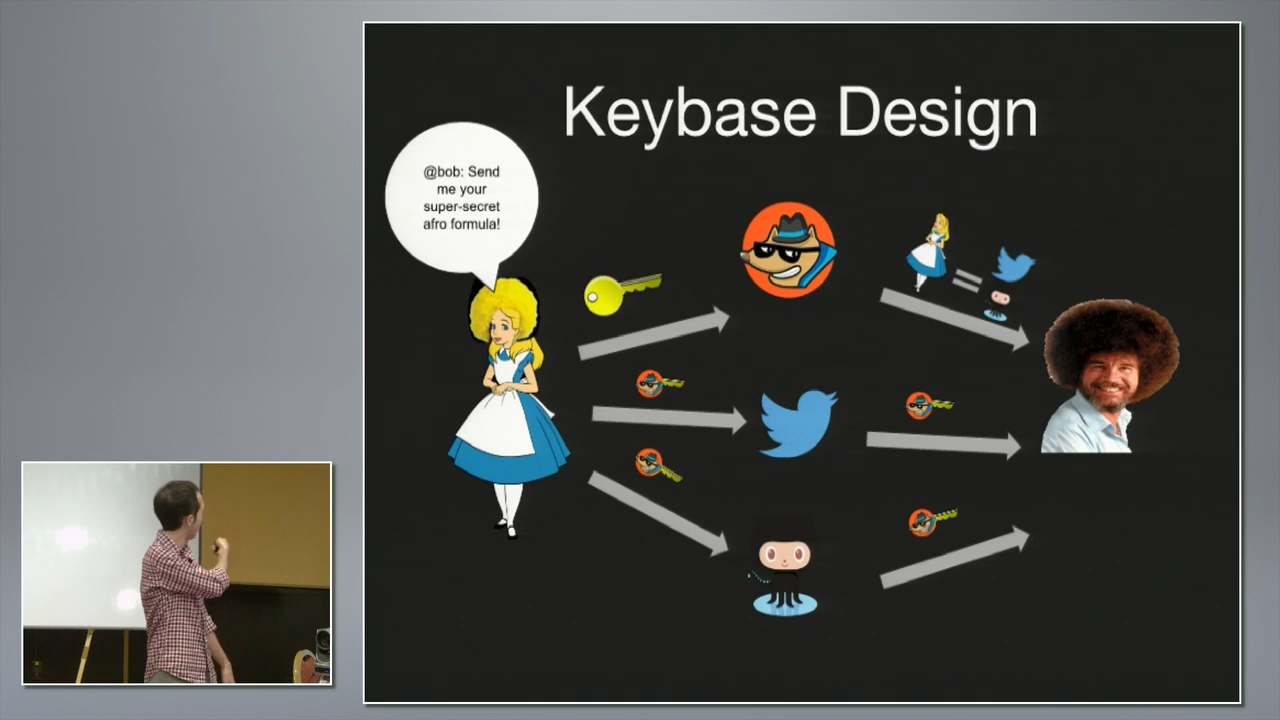 Keybase Design
@bob: Send
me your
super-secret
afro formula!